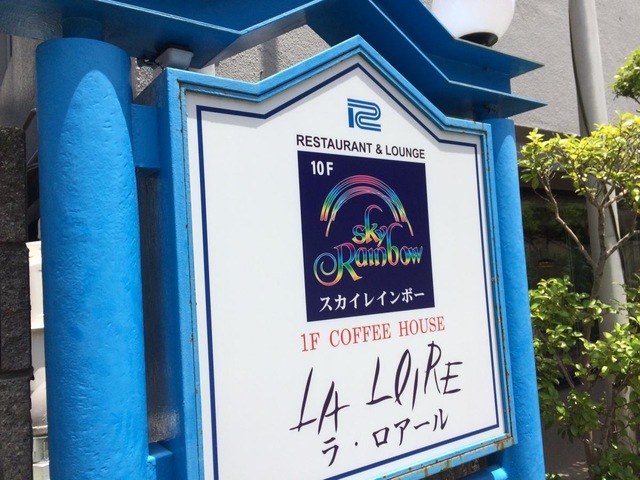 RESTAURANT & LOUNGE
10F
sky
Rainbow
スカイレインボー
1F COFFEE HOUSE
LA LOIRE
ラ・ロアール